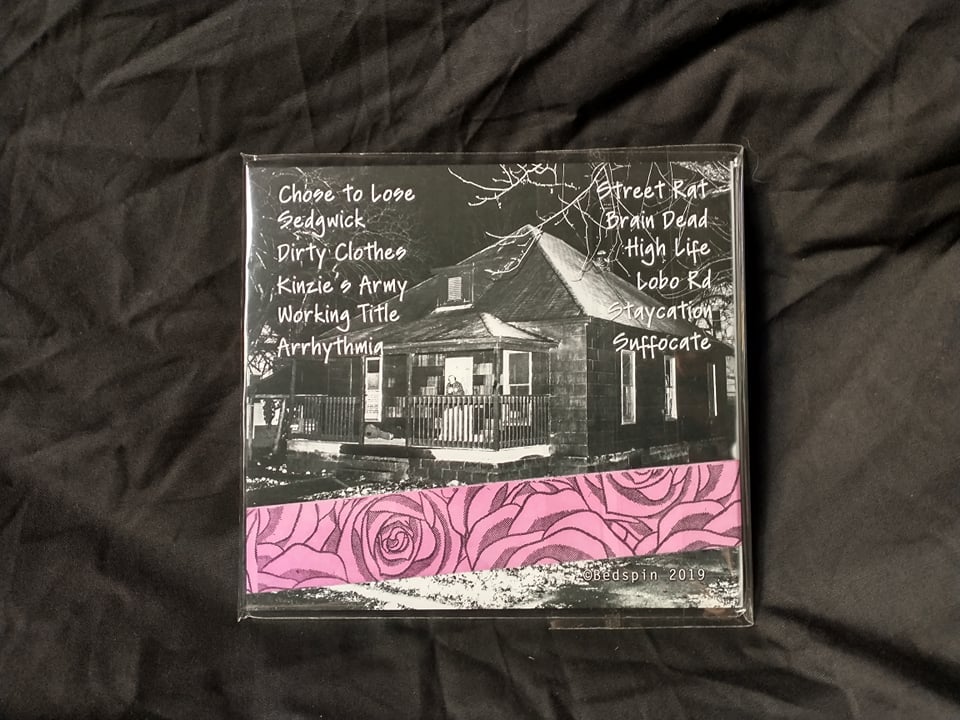 Chose to Lose
Sedgwick
Dirty Clothes
Kinzie's Army
Working Title
Arrhythmia
Street Rat
Brain Dead
High Life
Lobo Rd
Staycation
Suffocate
©Bedspin 2019